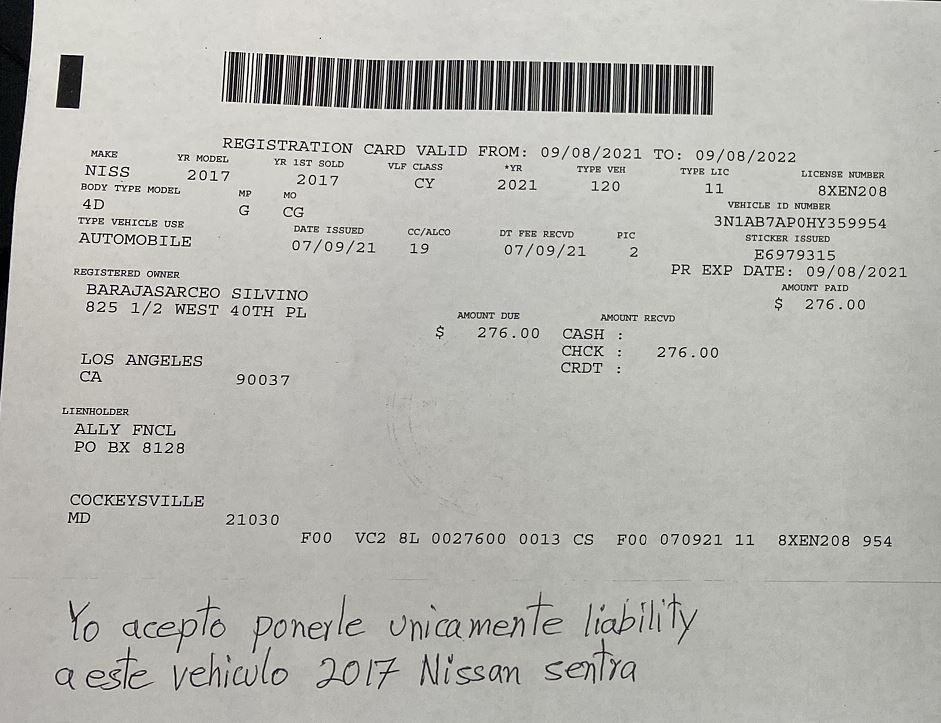 REGISTRATION CARD VALID FROM: 09/08/2021 TO: 09/08/2022
MAKE YR MODEL YR 1ST SOLD VLF CLASS *YR TYPE VEH TYPE LIC LICENSE NUMBER
NISS 2017 2017 CY 2021 120 11 8XEN208
BODY TYPE MODEL MP MO VEHICLE ID NUMBER
4D G CG 3N1AB7AP0HY359954
TYPE VEHICLE USE DATE ISSUED CC/ALCO DT FEE RECVD PIC STICKER ISSUED
AUTOMOBILE 07/09/21 19 07/09/21 2 E6979315
PR EXP DATE: 09/08/2021
REGISTERED OWNER AMOUNT PAID
BARAJASARCEO SILVINO $ 276.00
825 1/2 WEST 40TH PL
AMOUNT DUE AMOUNT RECVD
$ 276.00 CASH :
CHCK : 276.00
CRDT :
LOS ANGELES
CA 90037
LIENHOLDER
ALLY FNCL
PO BX 8128
COCKEYSVILLE
MD 21030
F00 VC2 8L 0027600 0013 CS F00 070921 11 8XEN208 954
Yo acepto ponerle unicamente liability
a este vehiculo 2017 Nissan sentra